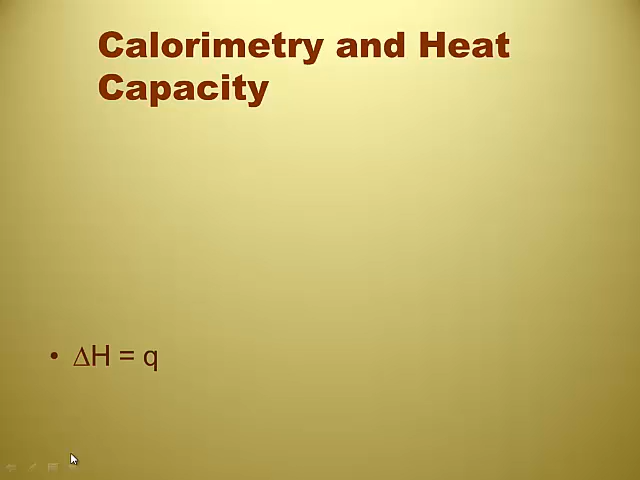 Calorimetry and Heat
Capacity
• ∆H = q